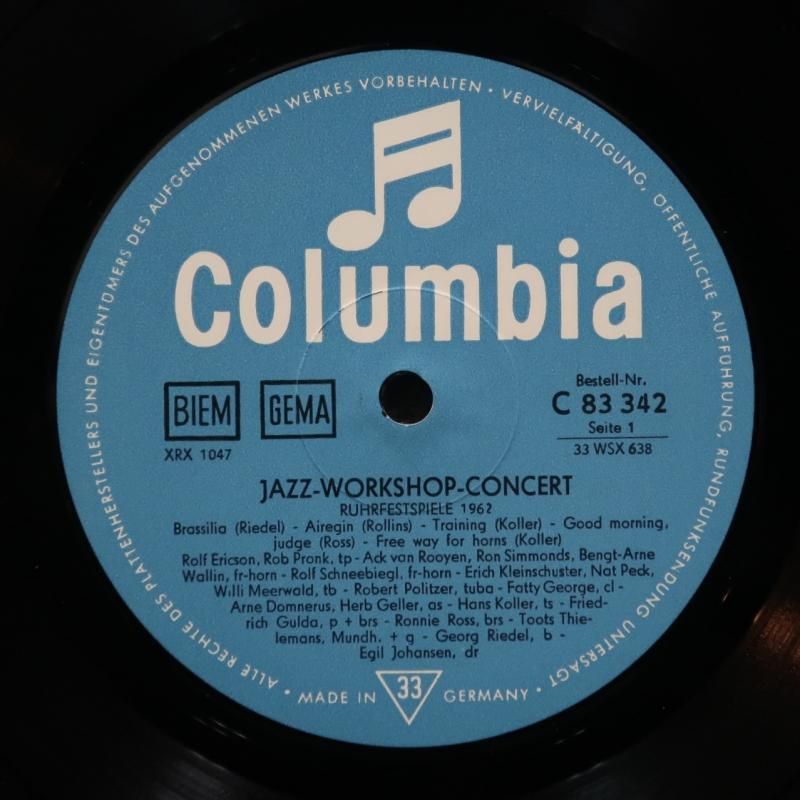 ALLE RECHTE DES PLATTENHERSTELLERS UND EIGENTÜMERS DES AUFGENOMMENEN WERKES VORBEHALTEN • VERVIELFÄLTIGUNG, ÖFFENTLICHE AUFFÜHRUNG, RUNDFUNKSENDUNG UNTERSAGT •
Columbia
BIEM GEMA
XRX 1047
Bestell-Nr.
C 83 342
Seite 1
33 WSX 638
JAZZ-WORKSHOP-CONCERT
RUHRFESTSPIELE 1962
Brassilia (Riedel) - Airegin (Rollins) - Training (Koller) - Good morning,
judge (Ross) - Free way for horns (Koller)
Rolf Ericson, Rob Pronk, tp - Ack van Rooyen, Ron Simmonds, Bengt-Arne
Wallin, fr-horn - Rolf Schneebiegl, fr-horn - Erich Kleinschuster, Nat Peck,
Willi Meerwald, tb - Robert Politzer, tuba - Fatty George, cl -
Arne Domnerus, Herb Geller, as - Hans Koller, ts - Fried-
rich Gulda, p + brs - Ronnie Ross, brs - Toots Thie-
lemans, Mundh. + g - Georg Riedel, b -
Egil Johansen, dr
• MADE IN 33 GERMANY •